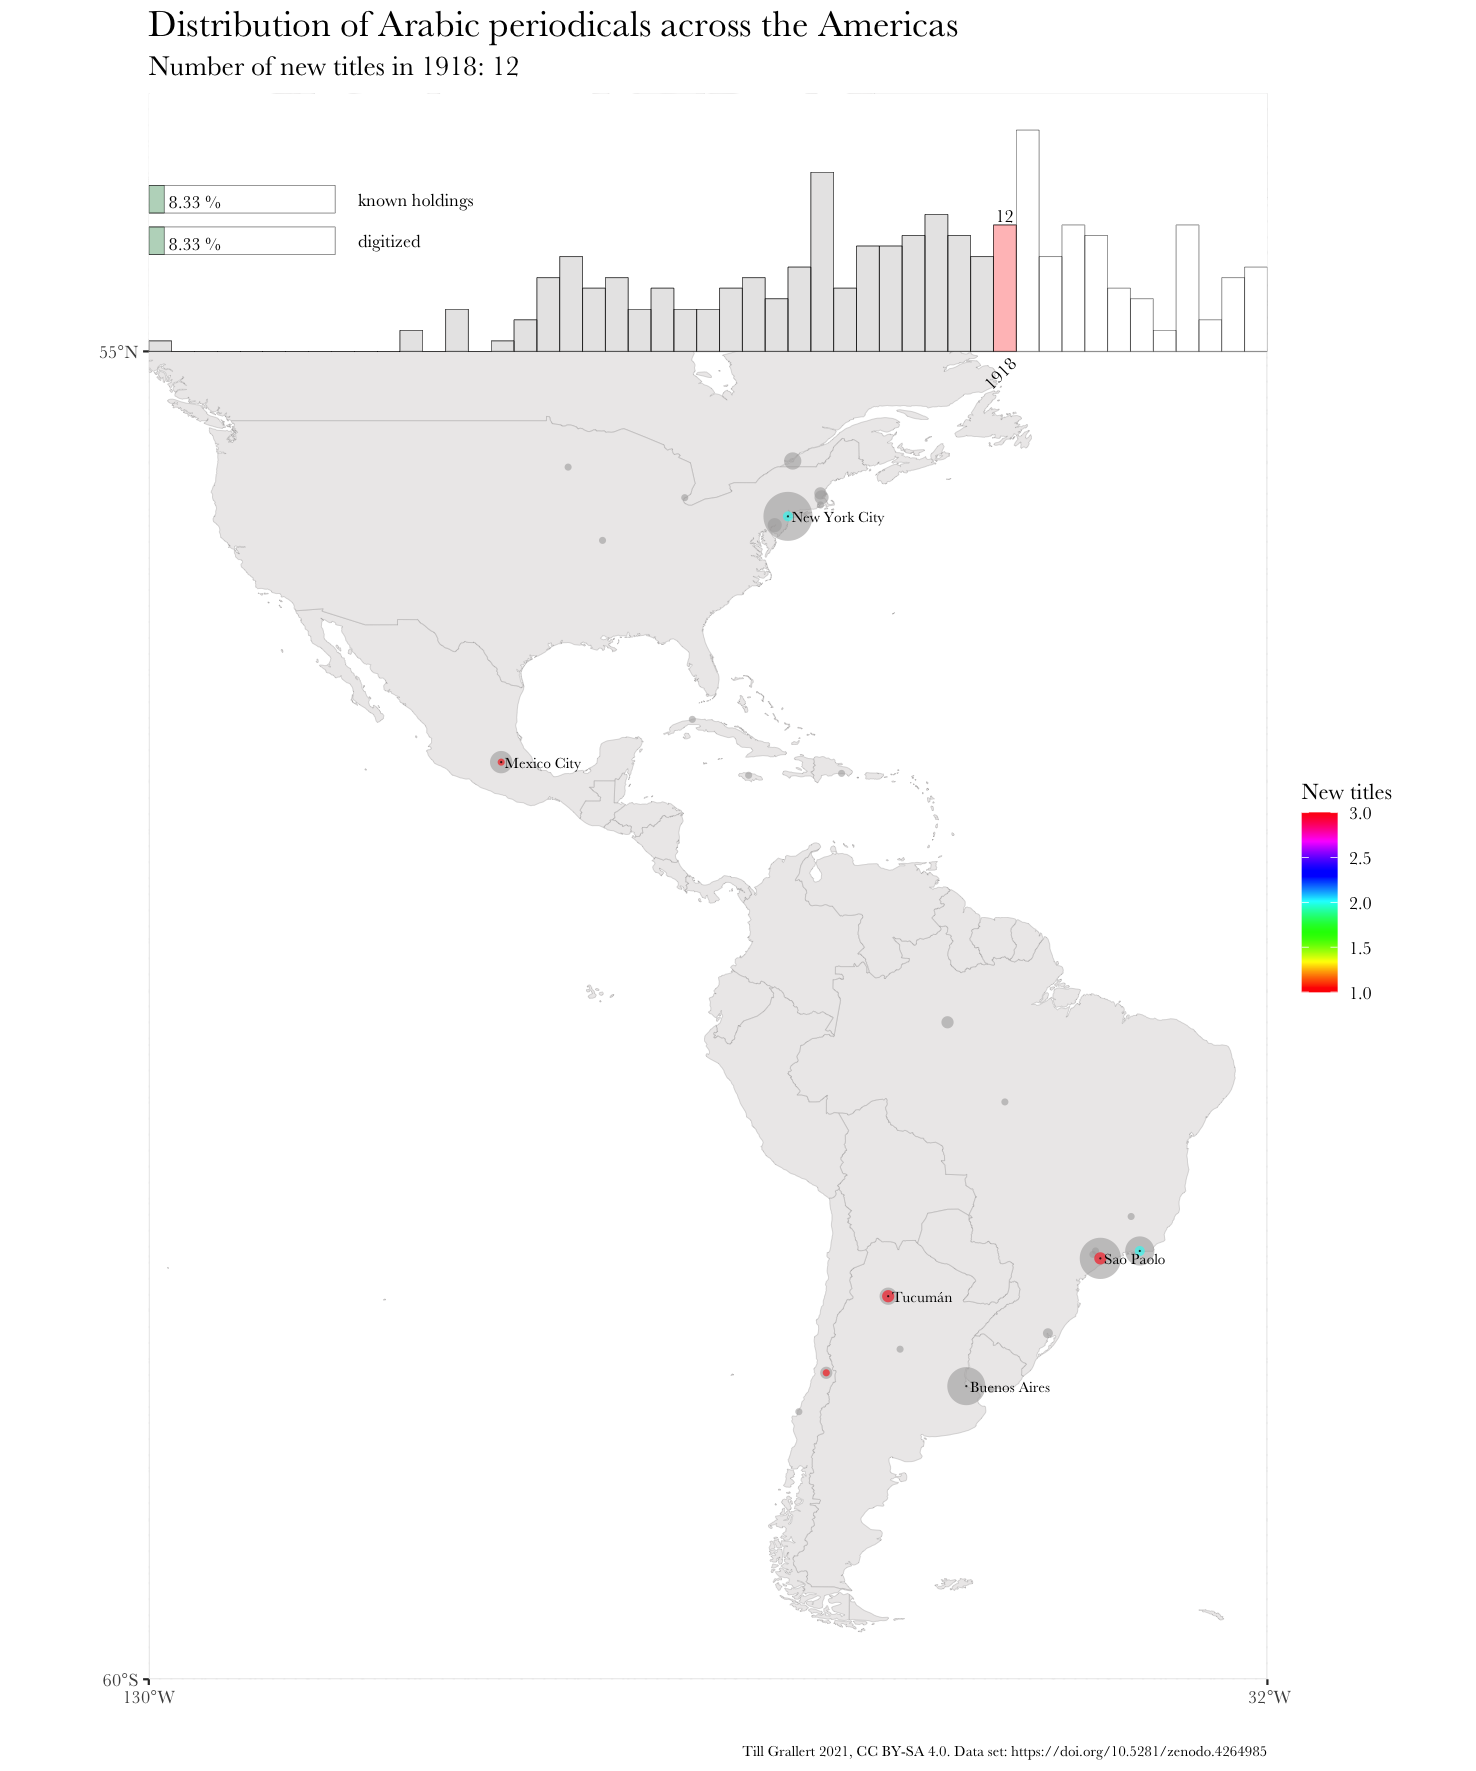 Distribution of Arabic periodicals across the Americas
Number of new titles in 1918: 12
8.33 % known holdings
8.33 % digitized
12
55°N
1918
New York City
Mexico City
New titles
3.0
2.5
2.0
1.5
1.0
Sao Paolo
Tucumán
Buenos Aires
60°S
130°W 32°W
Till Grallert 2021, CC BY-SA 4.0. Data set: https://doi.org/10.5281/zenodo.4264985